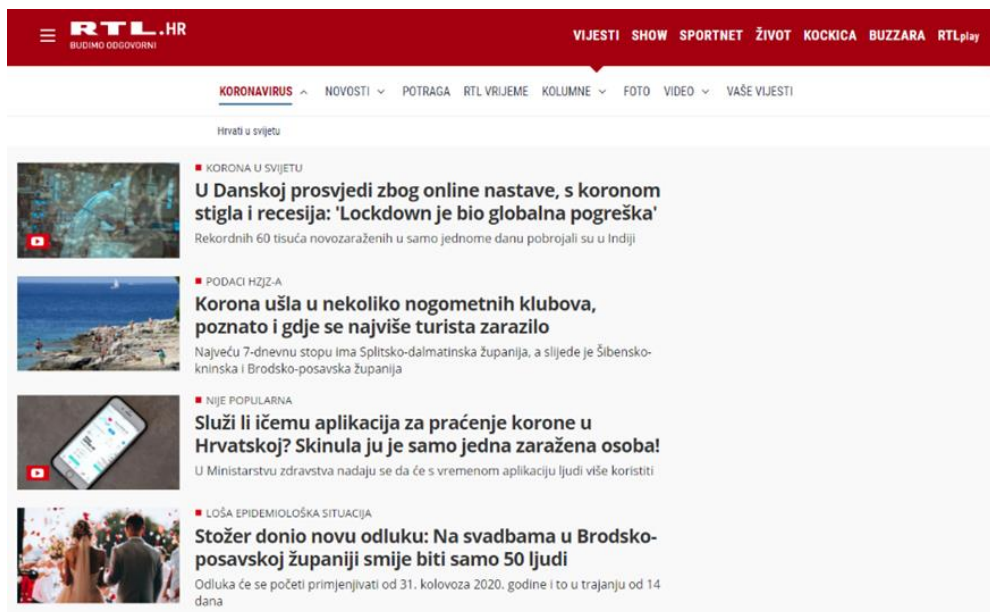 RTL.HR
BUDIMO ODGOVORNI
VIJESTI SHOW SPORTNET ŽIVOT KOCKICA BUZZARA RTLplay
KORONAVIRUS NOVOSTI POTRAGA RTL VRIJEME KOLUMNE FOTO VIDEO VAŠE VIJESTI
Hrvati u svijetu
KORONA U SVIJETU
U Danskoj prosvjedi zbog online nastave, s koronom
stigla i recesija: 'Lockdown je bio globalna pogreška'
Rekordnih 60 tisuća novozaraženih u samo jednome danu pobrojali su u Indiji
PODACI HZJZ-A
Korona ušla u nekoliko nogometnih klubova,
poznato i gdje se najviše turista zarazilo
Najveću 7-dnevnu stopu ima Splitsko-dalmatinska županija, a slijede je Šibensko-
kninska i Brodsko-posavska županija
NIJE POPULARNA
Služi li ičemu aplikacija za praćenje korone u
Hrvatskoj? Skinula ju je samo jedna zaražena osoba!
U Ministarstvu zdravstva nadaju se da će s vremenom aplikaciju ljudi više koristiti
LOŠA EPIDEMIOLOŠKA SITUACIJA
Stožer donio novu odluku: Na svadbama u Brodsko-
posavskoj županiji smije biti samo 50 ljudi
Odluka će se početi primjenjivati od 31. kolovoza 2020. godine i to u trajanju od 14
dana